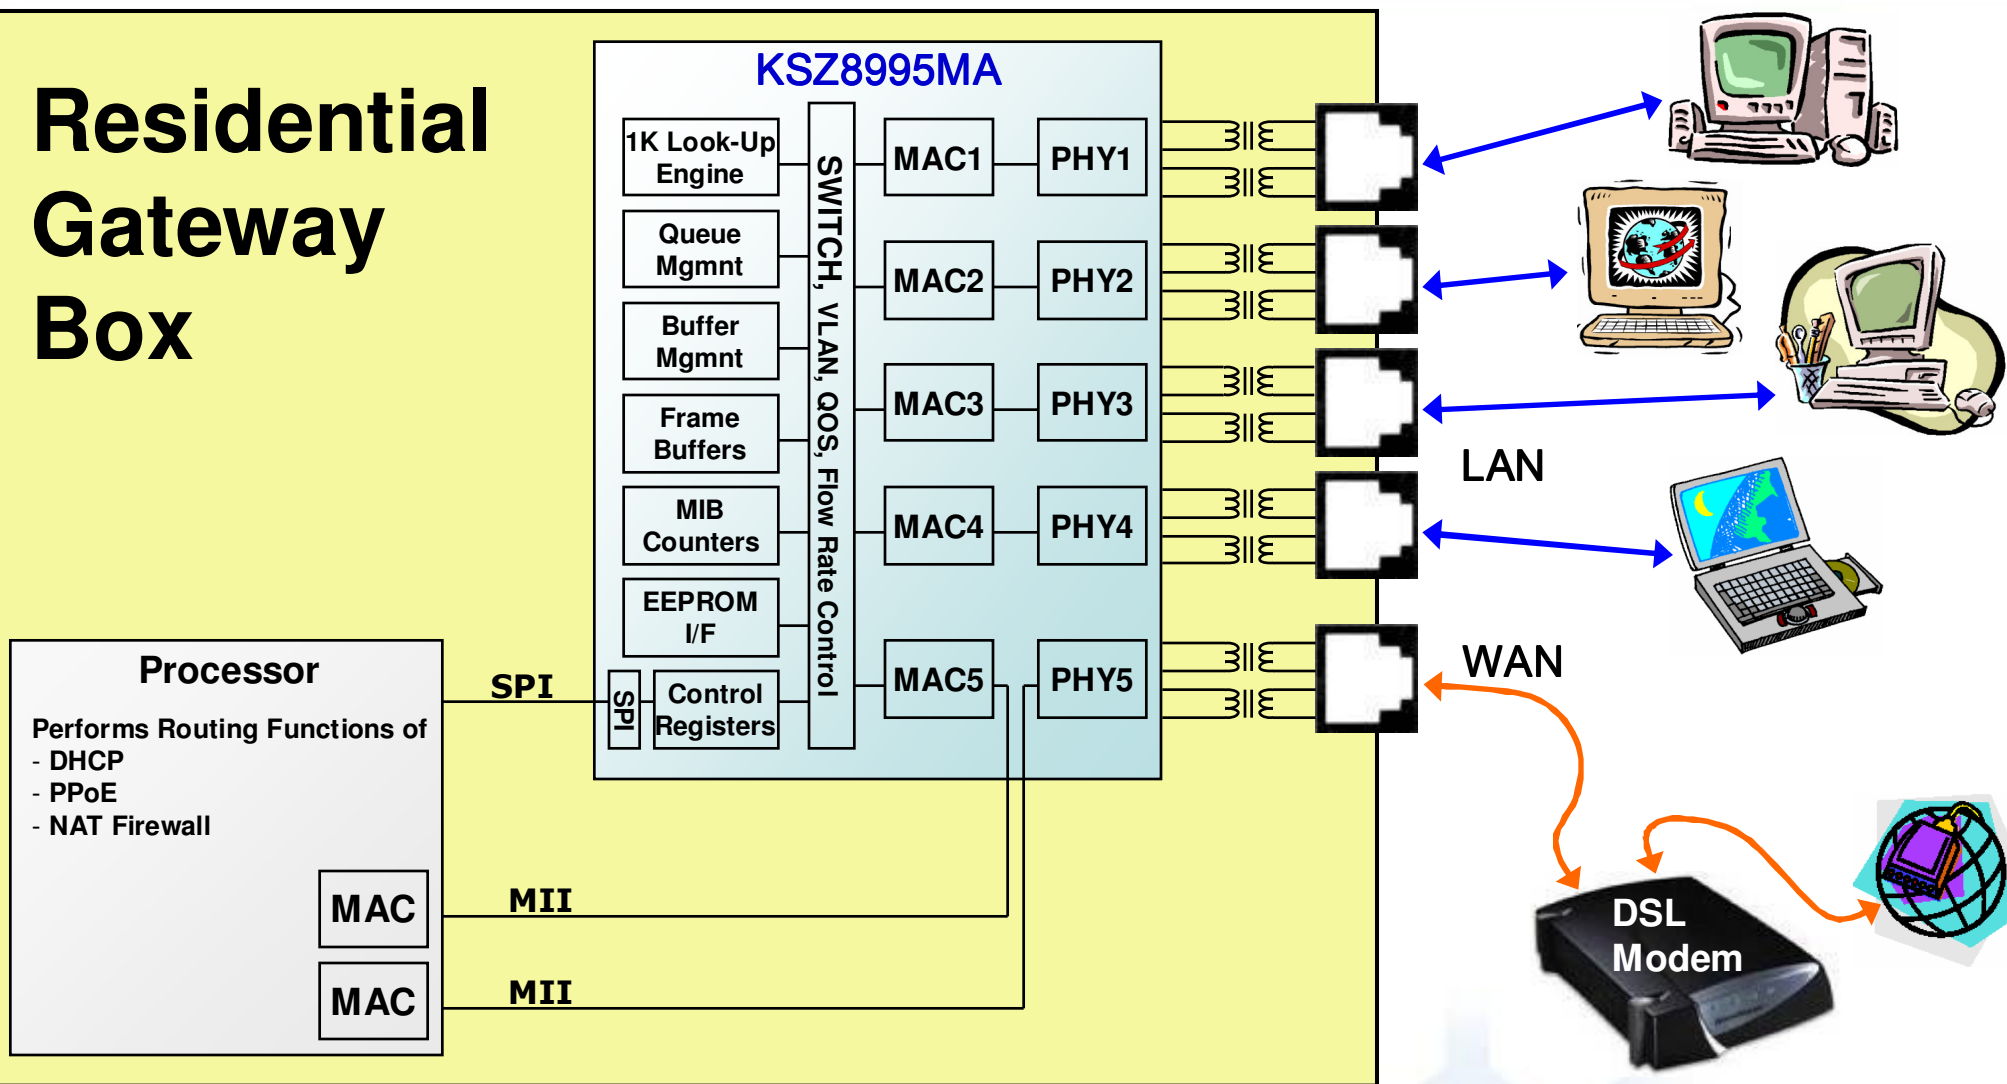 Residential
Gateway
Box
KSZ8995MA
1K Look-Up
Engine
Queue
Mgmnt
Buffer
Mgmnt
Frame
Buffers
MIB
Counters
EEPROM
I/F
SPI
Control
Registers
SWITCH, VLAN, QOS, Flow Rate Control
MAC1
PHY1
MAC2
PHY2
MAC3
PHY3
MAC4
PHY4
MAC5
PHY5
LAN
WAN
Processor
Performs Routing Functions of
- DHCP
- PPoE
- NAT Firewall
MAC
MAC
SPI
MII
MII
DSL
Modem